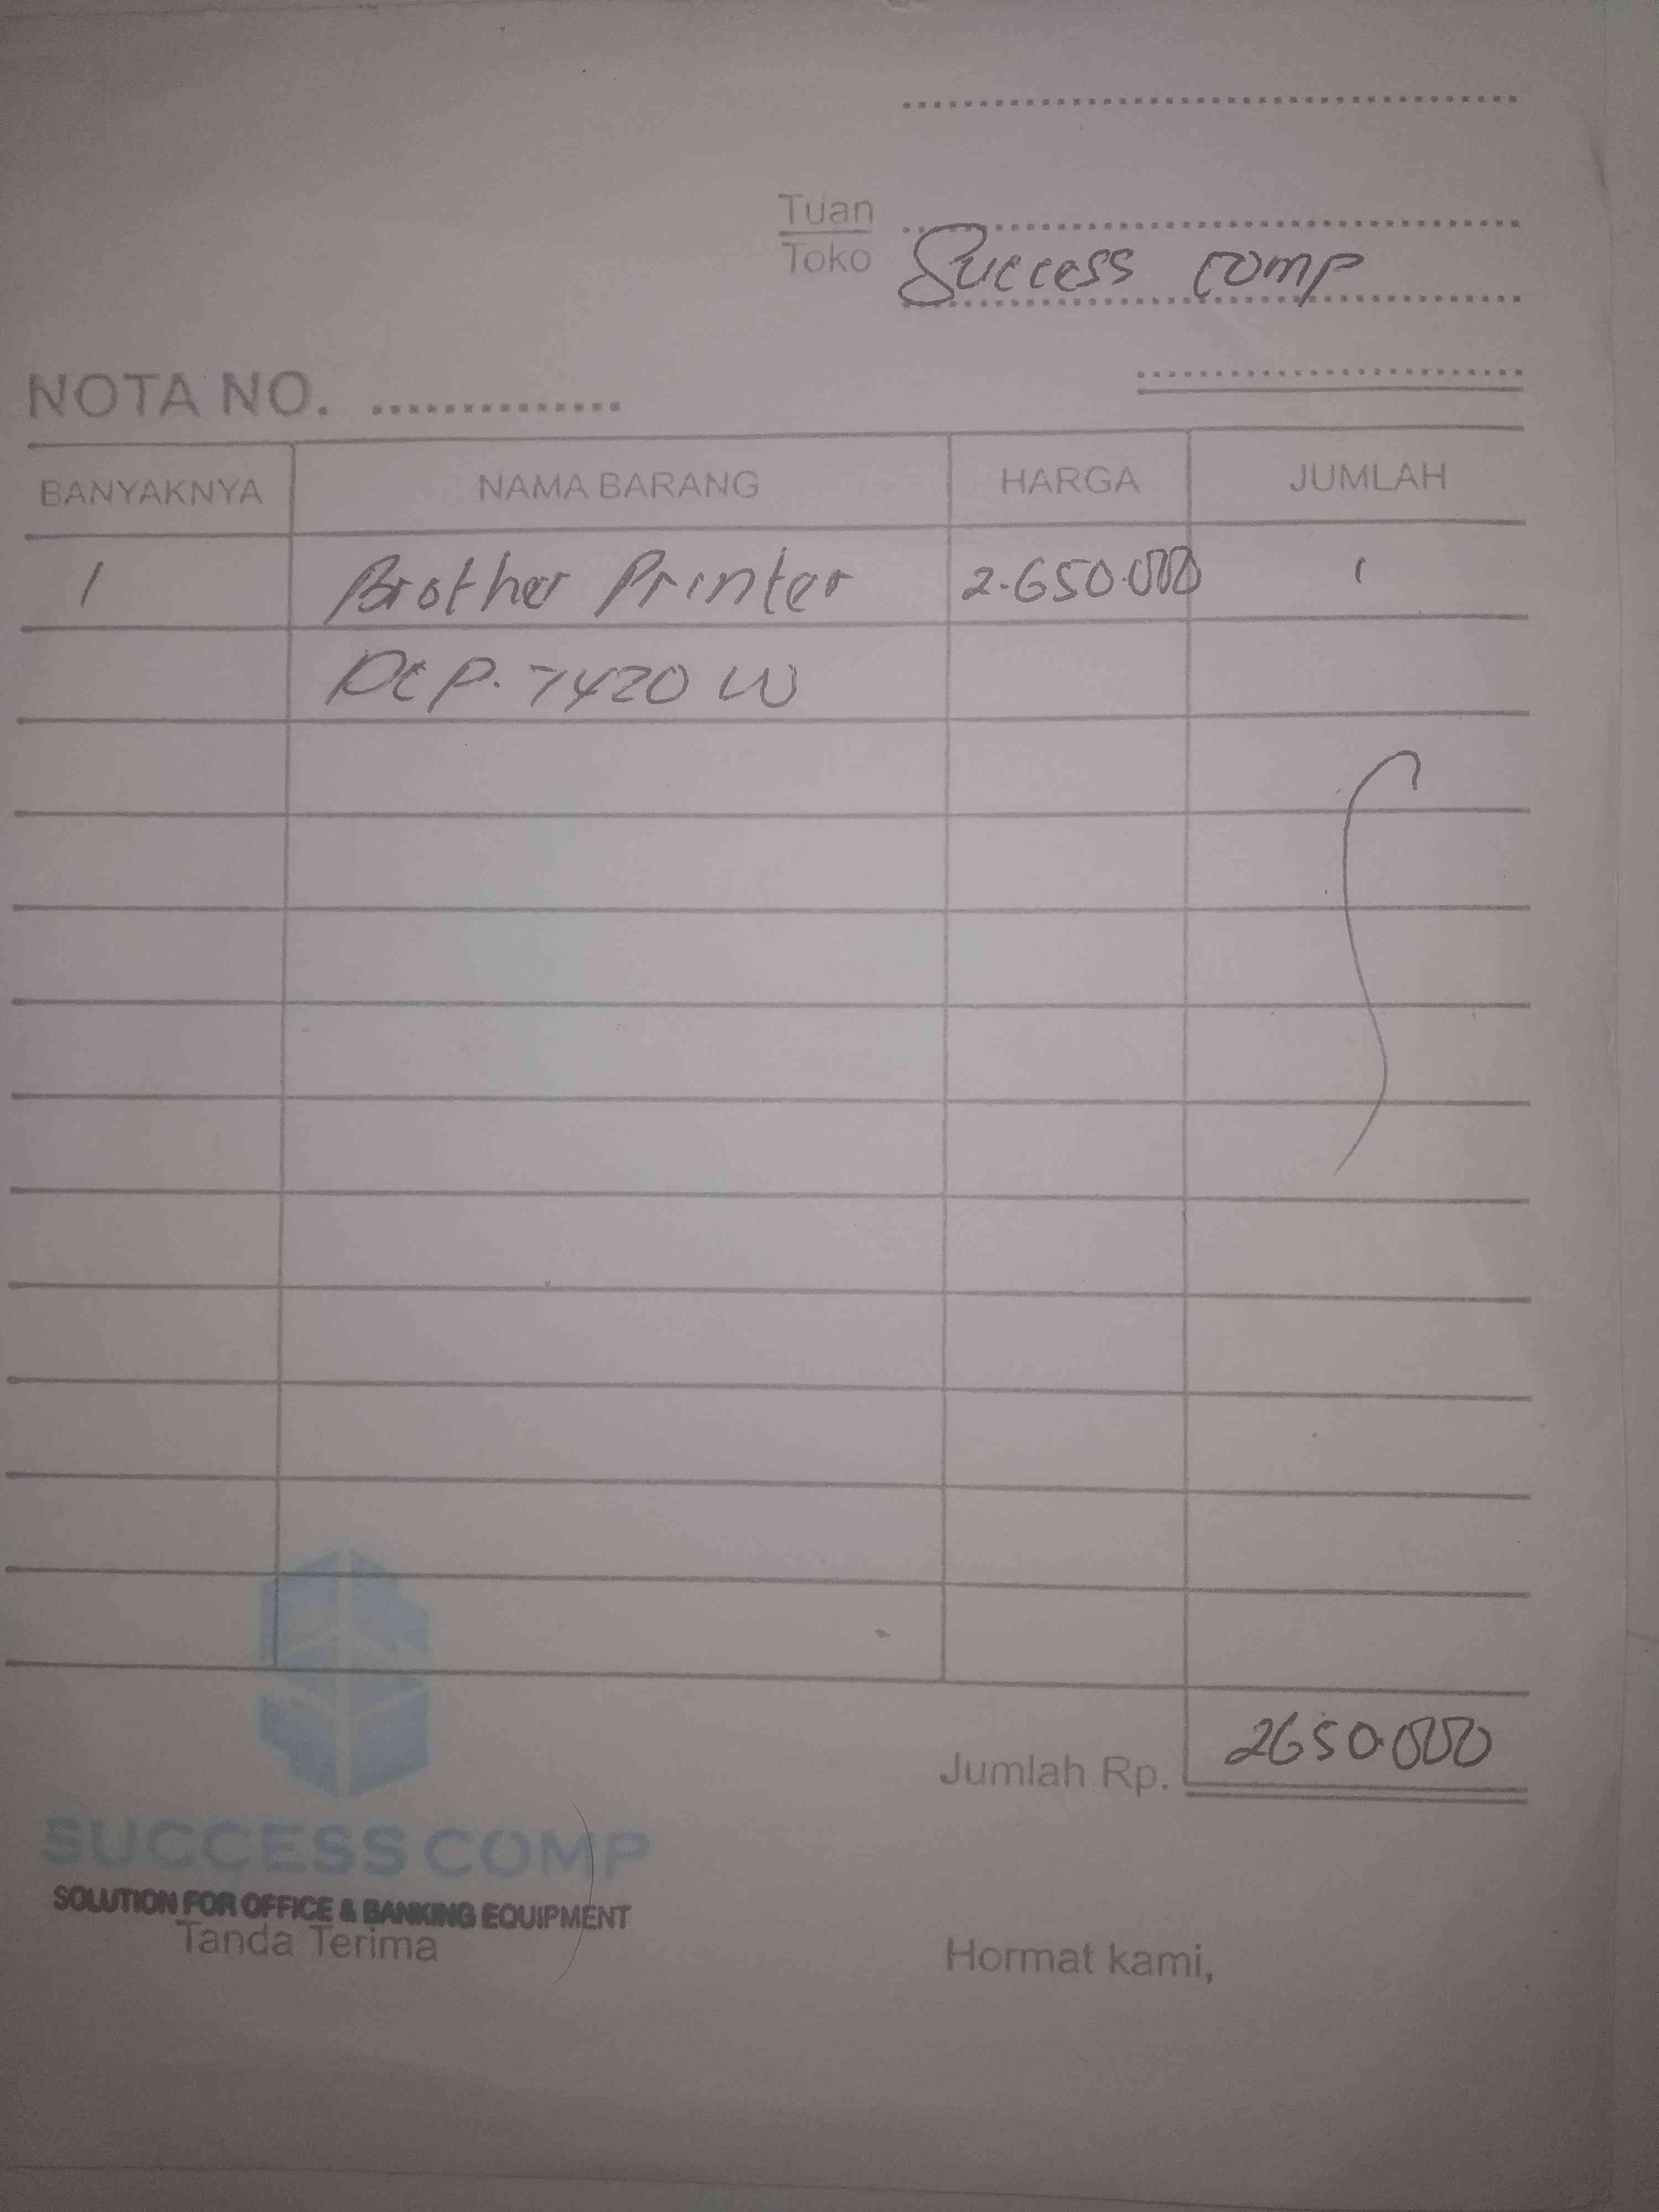 Tuan
Toko Success comp
NOTA NO.
BANYAKNYA NAMA BARANG HARGA JUMLAH
1 Brother Printer 2.650.000 1
DCP. 7420 W
Jumlah Rp. 2650.000
SUCCESS COMP
SOLUTION FOR OFFICE & BANKING EQUIPMENT
Tanda Terima Hormat kami,